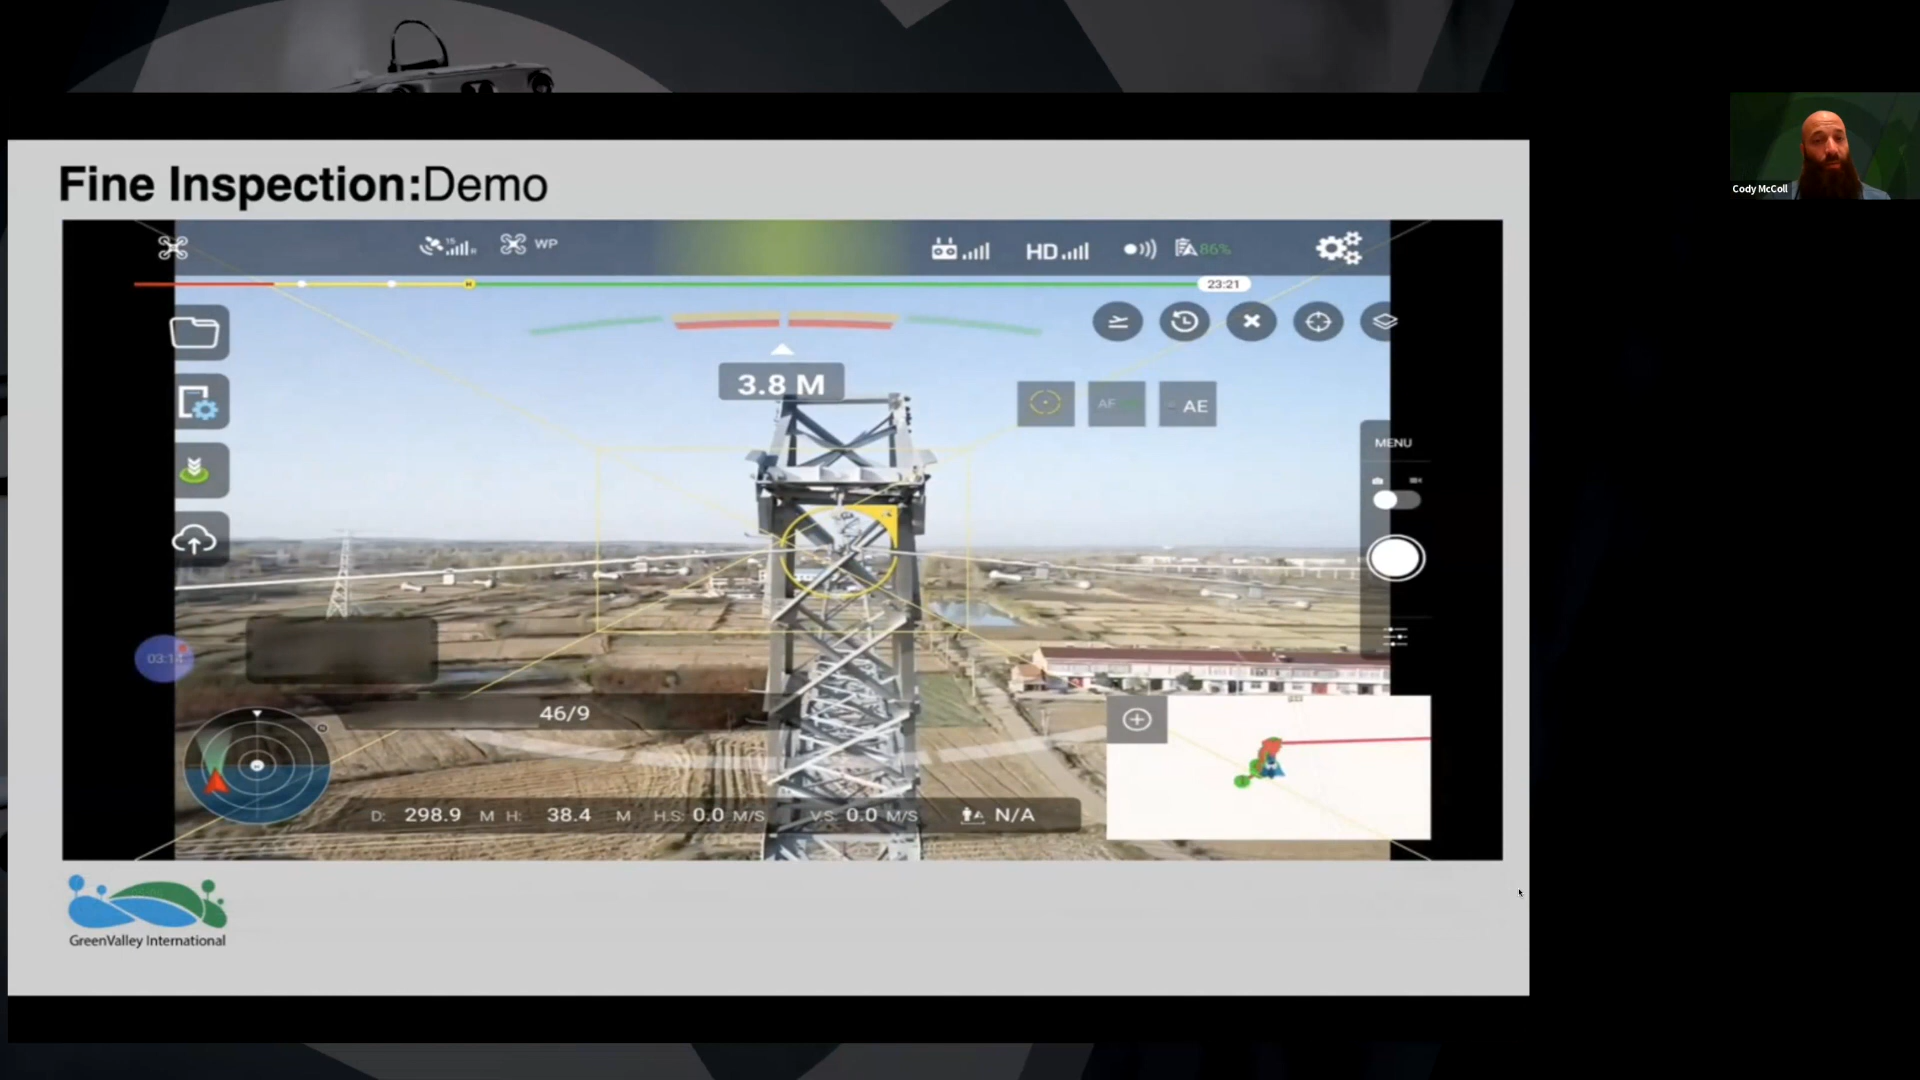 Fine Inspection:Demo
Cody McColl
15
WP
HD
86%
23:21
3.8 M
AF
AE
MENU
03:14
46/9
D: 298.9 M H: 38.4 M H.S: 0.0 M/S V.S: 0.0 M/S N/A
GreenValley International